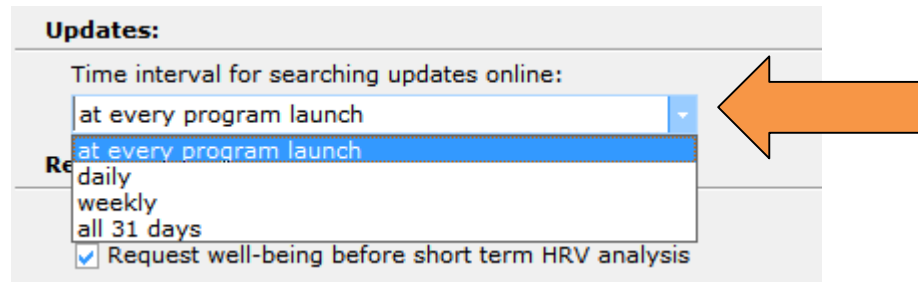 Updates:
Time interval for searching updates online:
at every program launch
at every program launch
Re
daily
weekly
all 31 days
Request well-being before short term HRV analysis